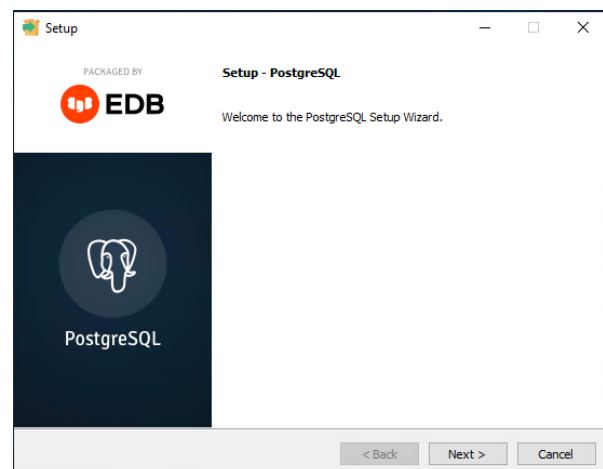 Setup
PACKAGED BY
EDB
Setup - PostgreSQL
Welcome to the PostgreSQL Setup Wizard.
PostgreSQL
< Back
Next >
Cancel